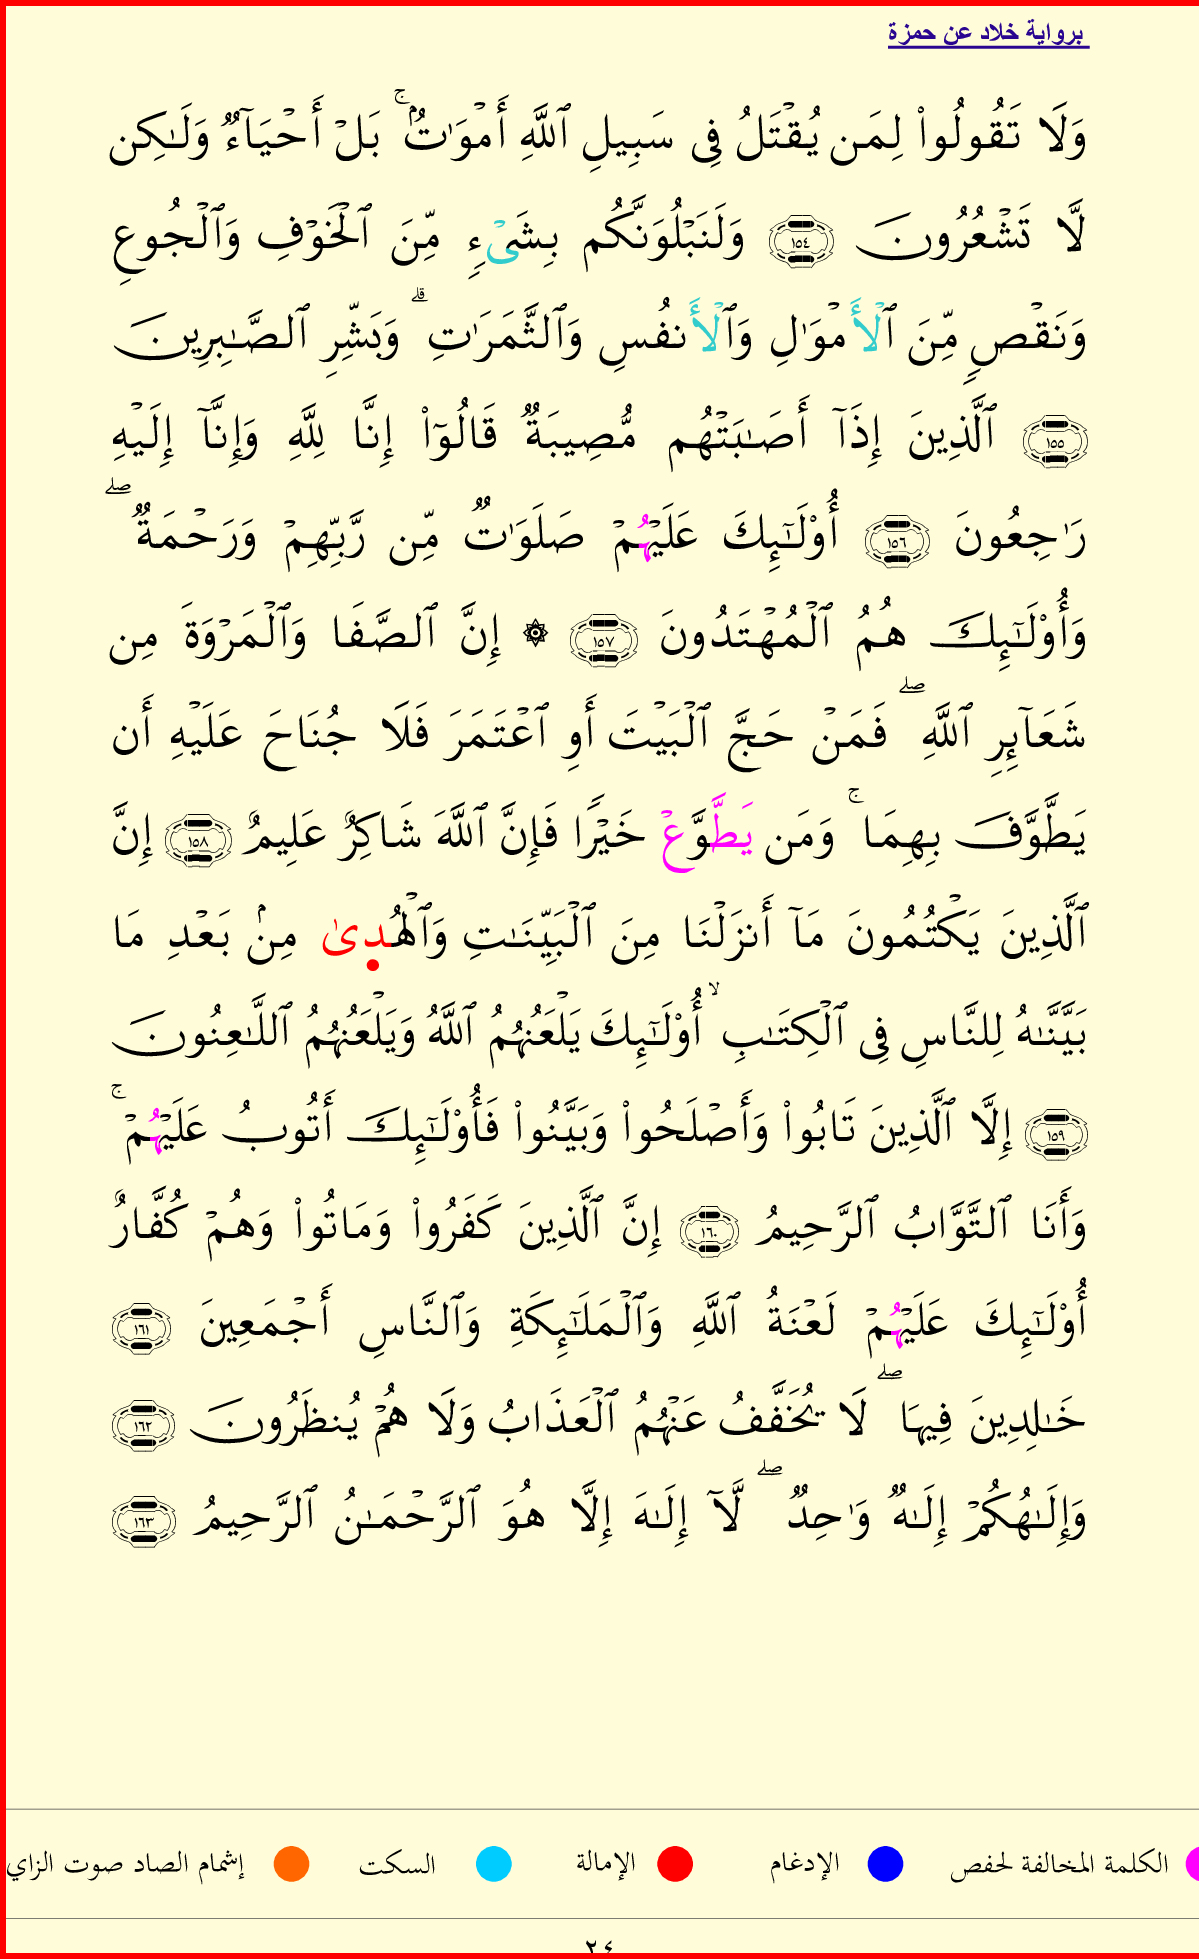 برواية خلاد عن حمزة
وَلَا تَقُولُوا۟ لِمَن يُقْتَلُ فِى سَبِيلِ ٱللَّهِ أَمْوَٰتٌۢ ۚ بَلْ أَحْيَآءٌ وَلَـٰكِن
لَّا تَشْعُرُونَ ١٥٤ وَلَنَبْلُوَنَّكُم بِشَىْءٍ مِّنَ ٱلْخَوْفِ وَٱلْجُوعِ
وَنَقْصٍ مِّنَ ٱلْأَمْوَٰلِ وَٱلْأَنفُسِ وَٱلثَّمَرَٰتِ ۗ وَبَشِّرِ ٱلصَّـٰبِرِينَ
١٥٥ ٱلَّذِينَ إِذَآ أَصَـٰبَتْهُم مُّصِيبَةٌ قَالُوٓا۟ إِنَّا لِلَّهِ وَإِنَّآ إِلَيْهِ
رَٰجِعُونَ ١٥٦ أُو۟لَـٰٓئِكَ عَلَيْهُمْ صَلَوَٰتٌ مِّن رَّبِّهِمْ وَرَحْمَةٌ ۖ
وَأُو۟لَـٰٓئِكَ هُمُ ٱلْمُهْتَدُونَ ١٥٧ ۞ إِنَّ ٱلصَّفَا وَٱلْمَرْوَةَ مِن
شَعَآئِرِ ٱللَّهِ ۖ فَمَنْ حَجَّ ٱلْبَيْتَ أَوِ ٱعْتَمَرَ فَلَا جُنَاحَ عَلَيْهِ أَن
يَطَّوَّفَ بِهِمَا ۚ وَمَن يَطَّوَّعْ خَيْرًا فَإِنَّ ٱللَّهَ شَاكِرٌ عَلِيمٌ ١٥٨ إِنَّ
ٱلَّذِينَ يَكْتُمُونَ مَآ أَنزَلْنَا مِنَ ٱلْبَيِّنَـٰتِ وَٱلْهُدِىٰ مِنۢ بَعْدِ مَا
بَيَّنَّـٰهُ لِلنَّاسِ فِى ٱلْكِتَـٰبِ ۙ أُو۟لَـٰٓئِكَ يَلْعَنُهُمُ ٱللَّهُ وَيَلْعَنُهُمُ ٱللَّـٰعِنُونَ
١٥٩ إِلَّا ٱلَّذِينَ تَابُوا۟ وَأَصْلَحُوا۟ وَبَيَّنُوا۟ فَأُو۟لَـٰٓئِكَ أَتُوبُ عَلَيْهُمْ ۚ
وَأَنَا ٱلتَّوَّابُ ٱلرَّحِيمُ ١٦٠ إِنَّ ٱلَّذِينَ كَفَرُوا۟ وَمَاتُوا۟ وَهُمْ كُفَّارٌ
أُو۟لَـٰٓئِكَ عَلَيْهُمْ لَعْنَةُ ٱللَّهِ وَٱلْمَلَـٰٓئِكَةِ وَٱلنَّاسِ أَجْمَعِينَ ١٦١
خَـٰلِدِينَ فِيهَا ۖ لَا يُخَفَّفُ عَنْهُمُ ٱلْعَذَابُ وَلَا هُمْ يُنظَرُونَ ١٦٢
وَإِلَـٰهُكُمْ إِلَـٰهٌ وَٰحِدٌ ۖ لَّآ إِلَـٰهَ إِلَّا هُوَ ٱلرَّحْمَـٰنُ ٱلرَّحِيمُ ١٦٣
الكلمة المخالفة لحفص الإدغام الإمالة السكت إشمام الصاد صوت الزاي
٢٤